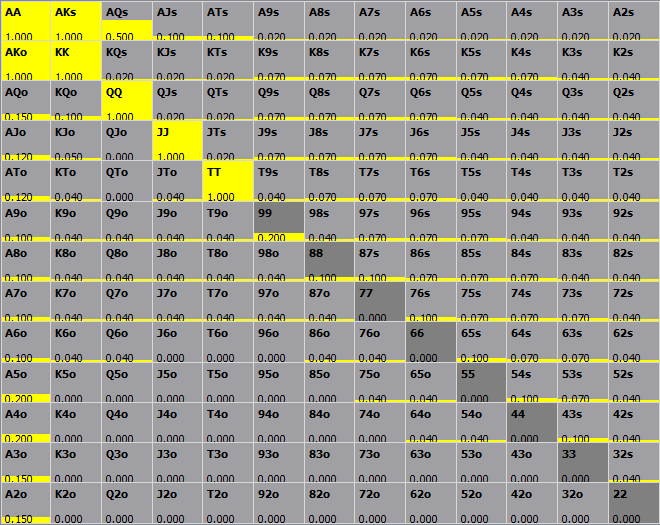 AA AKs AQs AJs ATs A9s A8s A7s A6s A5s A4s A3s A2s
1.000 1.000 0.500 0.100 0.100 0.020 0.020 0.020 0.020 0.020 0.020 0.020 0.020
AKo KK KQs KJs KTs K9s K8s K7s K6s K5s K4s K3s K2s
1.000 1.000 0.020 0.020 0.020 0.070 0.070 0.070 0.070 0.070 0.070 0.040 0.040
AQo KQo QQ QJs QTs Q9s Q8s Q7s Q6s Q5s Q4s Q3s Q2s
0.150 0.100 1.000 0.020 0.020 0.070 0.070 0.070 0.070 0.040 0.040 0.040 0.040
AJo KJo QJo JJ JTs J9s J8s J7s J6s J5s J4s J3s J2s
0.120 0.050 0.000 1.000 0.020 0.070 0.070 0.070 0.070 0.040 0.040 0.040 0.040
ATo KTo QTo JTo TT T9s T8s T7s T6s T5s T4s T3s T2s
0.120 0.040 0.000 0.040 1.000 0.040 0.070 0.070 0.070 0.040 0.040 0.040 0.040
A9o K9o Q9o J9o T9o 99 98s 97s 96s 95s 94s 93s 92s
0.100 0.040 0.040 0.040 0.040 0.200 0.040 0.070 0.070 0.070 0.040 0.040 0.040
A8o K8o Q8o J8o T8o 98o 88 87s 86s 85s 84s 83s 82s
0.100 0.040 0.040 0.040 0.040 0.040 0.100 0.100 0.070 0.070 0.070 0.040 0.040
A7o K7o Q7o J7o T7o 97o 87o 77 76s 75s 74s 73s 72s
0.100 0.040 0.040 0.040 0.040 0.040 0.040 0.000 0.100 0.070 0.070 0.070 0.040
A6o K6o Q6o J6o T6o 96o 86o 76o 66 65s 64s 63s 62s
0.100 0.040 0.040 0.000 0.000 0.000 0.040 0.040 0.000 0.100 0.070 0.070 0.040
A5o K5o Q5o J5o T5o 95o 85o 75o 65o 55 54s 53s 52s
0.200 0.000 0.000 0.000 0.000 0.000 0.000 0.040 0.040 0.000 0.100 0.070 0.040
A4o K4o Q4o J4o T4o 94o 84o 74o 64o 54o 44 43s 42s
0.200 0.000 0.000 0.000 0.000 0.000 0.000 0.000 0.040 0.040 0.000 0.100 0.040
A3o K3o Q3o J3o T3o 93o 83o 73o 63o 53o 43o 33 32s
0.150 0.000 0.000 0.000 0.000 0.000 0.000 0.000 0.000 0.000 0.000 0.000 0.040
A2o K2o Q2o J2o T2o 92o 82o 72o 62o 52o 42o 32o 22
0.150 0.000 0.000 0.000 0.000 0.000 0.000 0.000 0.000 0.000 0.000 0.000 0.000